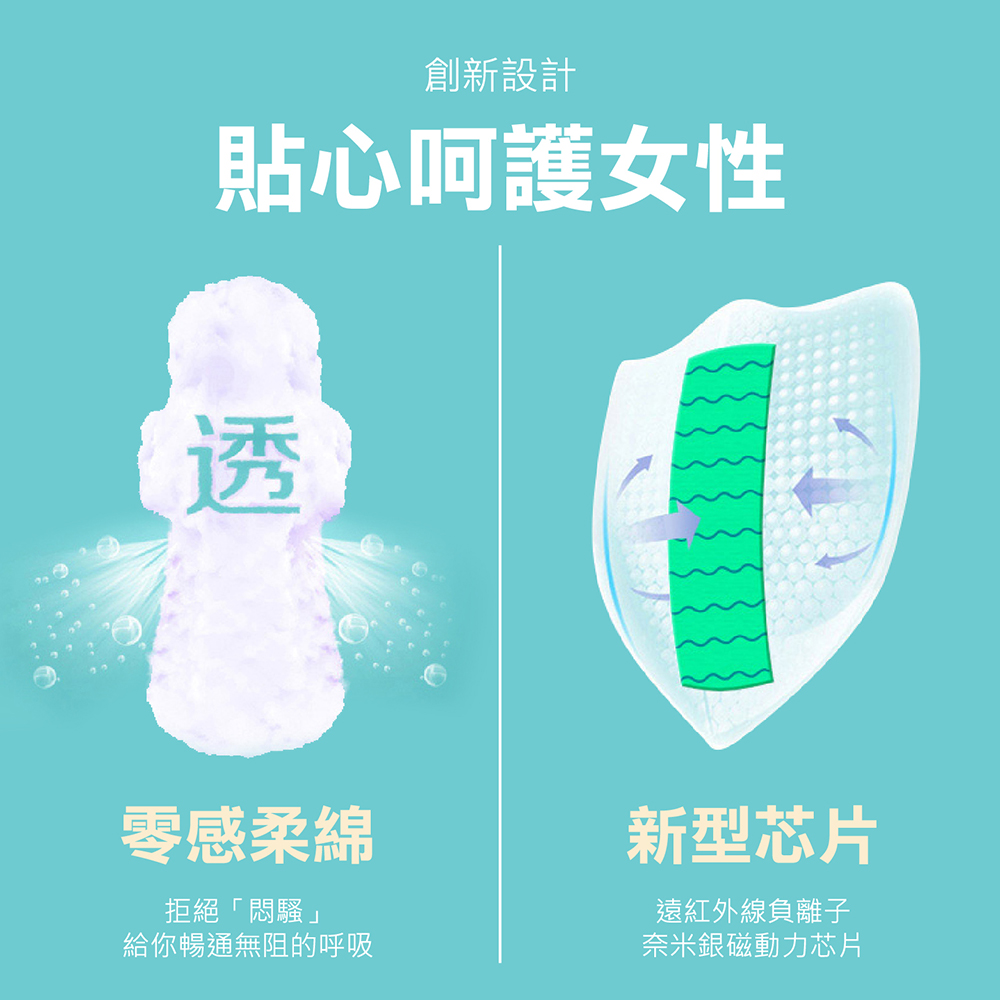 創新設計
貼心呵護女性
透
零感柔綿
拒絕「悶騷」
給你暢通無阻的呼吸
新型芯片
遠紅外線負離子
奈米銀磁動力芯片